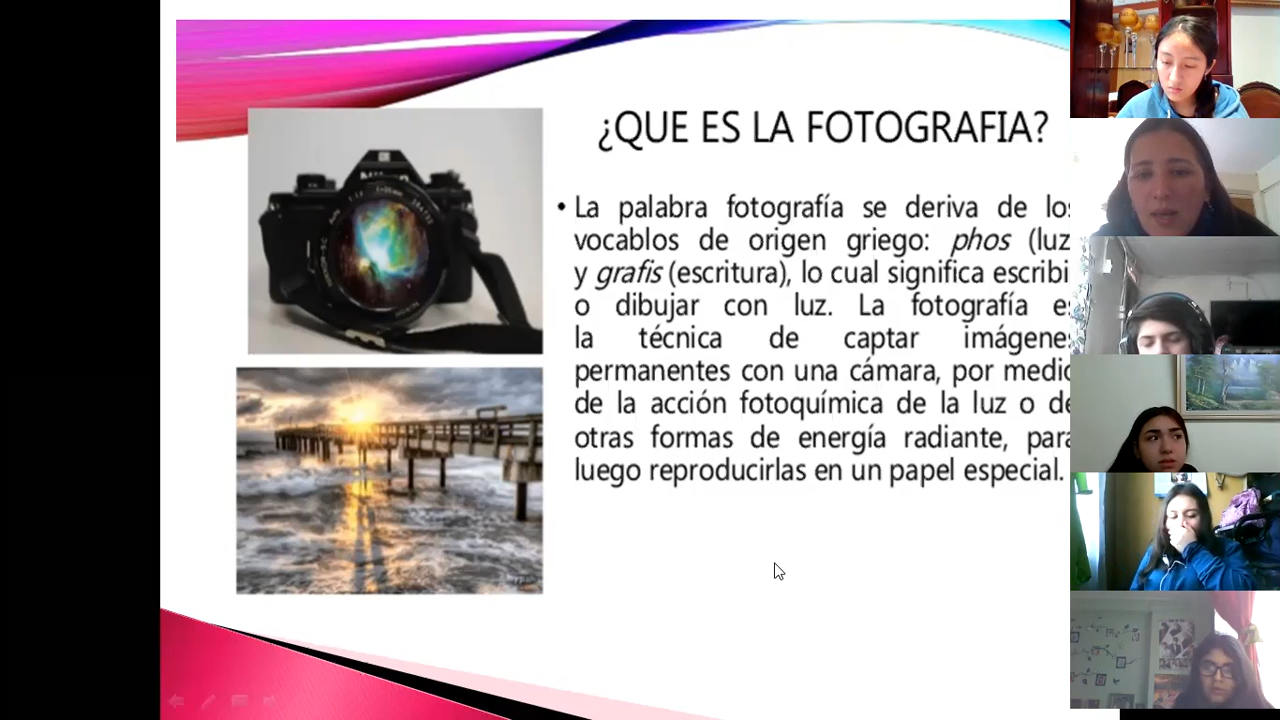 ¿QUE ES LA FOTOGRAFIA?
• La palabra fotografía se deriva de los
vocablos de origen griego: phos (luz
y grafis (escritura), lo cual significa escribi
o dibujar con luz. La fotografía es
la técnica de captar imágenes
permanentes con una cámara, por medio
de la acción fotoquímica de la luz o de
otras formas de energía radiante, para
luego reproducirlas en un papel especial.